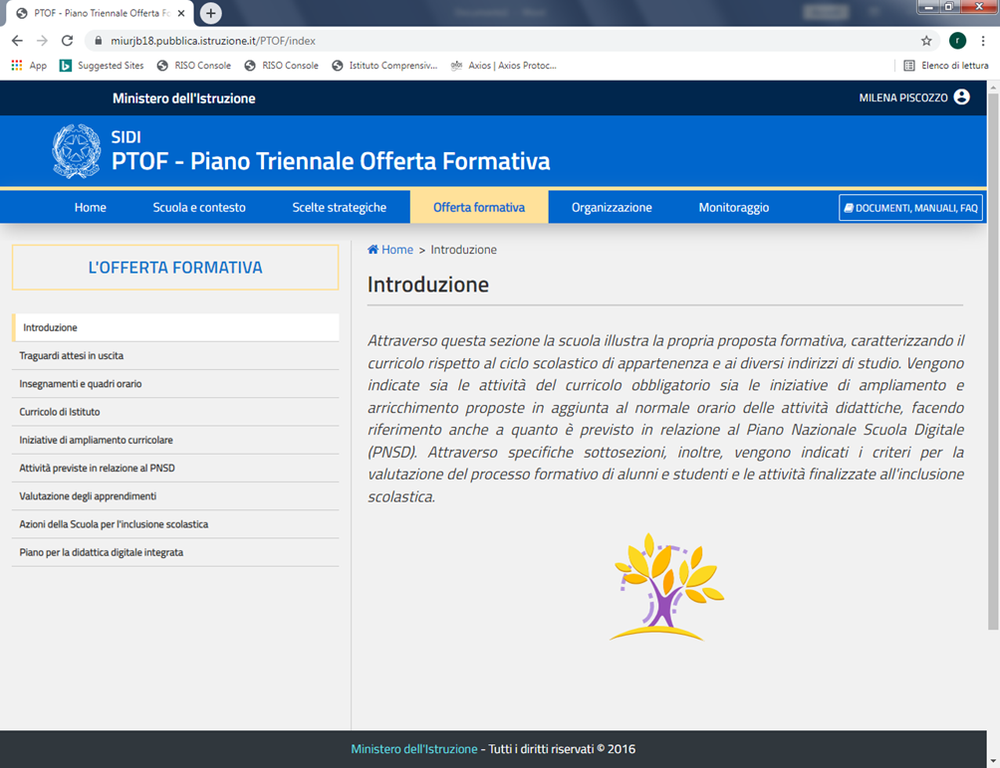 PTOF - Piano Triennale Offerta Fo
miurjb18.pubblica.istruzione.it/PTOF/index
r
App Suggested Sites RISO Console RISO Console Istituto Comprensiv... Axios | Axios Protoc... Elenco di lettura
Ministero dell'Istruzione
MILENA PISCOZZO
SIDI
PTOF - Piano Triennale Offerta Formativa
Home Scuola e contesto Scelte strategiche Offerta formativa Organizzazione Monitoraggio DOCUMENTI, MANUALI, FAQ
L'OFFERTA FORMATIVA
Introduzione
Traguardi attesi in uscita
Insegnamenti e quadri orario
Curricolo di Istituto
Iniziative di ampliamento curricolare
Attività previste in relazione al PNSD
Valutazione degli apprendimenti
Azioni della Scuola per l'inclusione scolastica
Piano per la didattica digitale integrata
Home > Introduzione
Introduzione
Attraverso questa sezione la scuola illustra la propria proposta formativa, caratterizzando il
curricolo rispetto al ciclo scolastico di appartenenza e ai diversi indirizzi di studio. Vengono
indicate sia le attività del curricolo obbligatorio sia le iniziative di ampliamento e
arricchimento proposte in aggiunta al normale orario delle attività didattiche, facendo
riferimento anche a quanto è previsto in relazione al Piano Nazionale Scuola Digitale
(PNSD). Attraverso specifiche sottosezioni, inoltre, vengono indicati i criteri per la
valutazione del processo formativo di alunni e studenti e le attività finalizzate all'inclusione
scolastica.
Ministero dell'Istruzione - Tutti i diritti riservati © 2016